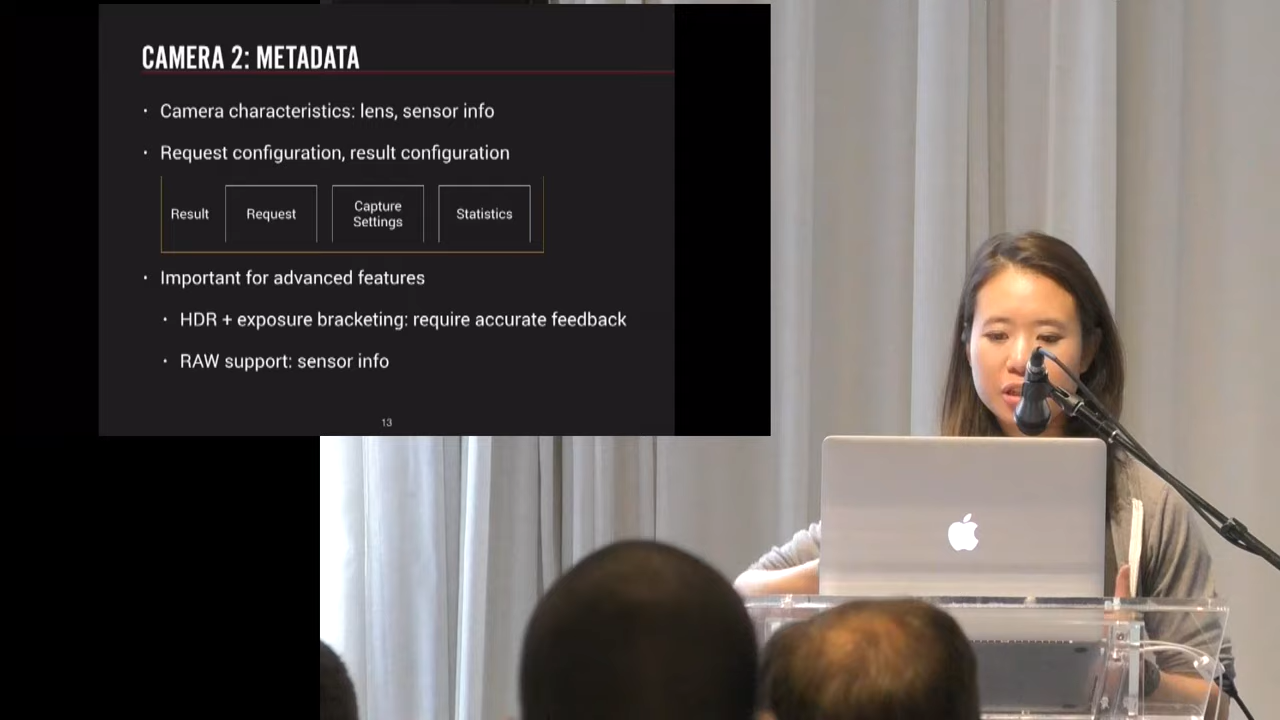 CAMERA 2: METADATA
· Camera characteristics: lens, sensor info
· Request configuration, result configuration
Result Request Capture Settings Statistics
· Important for advanced features
· HDR + exposure bracketing: require accurate feedback
· RAW support: sensor info
13